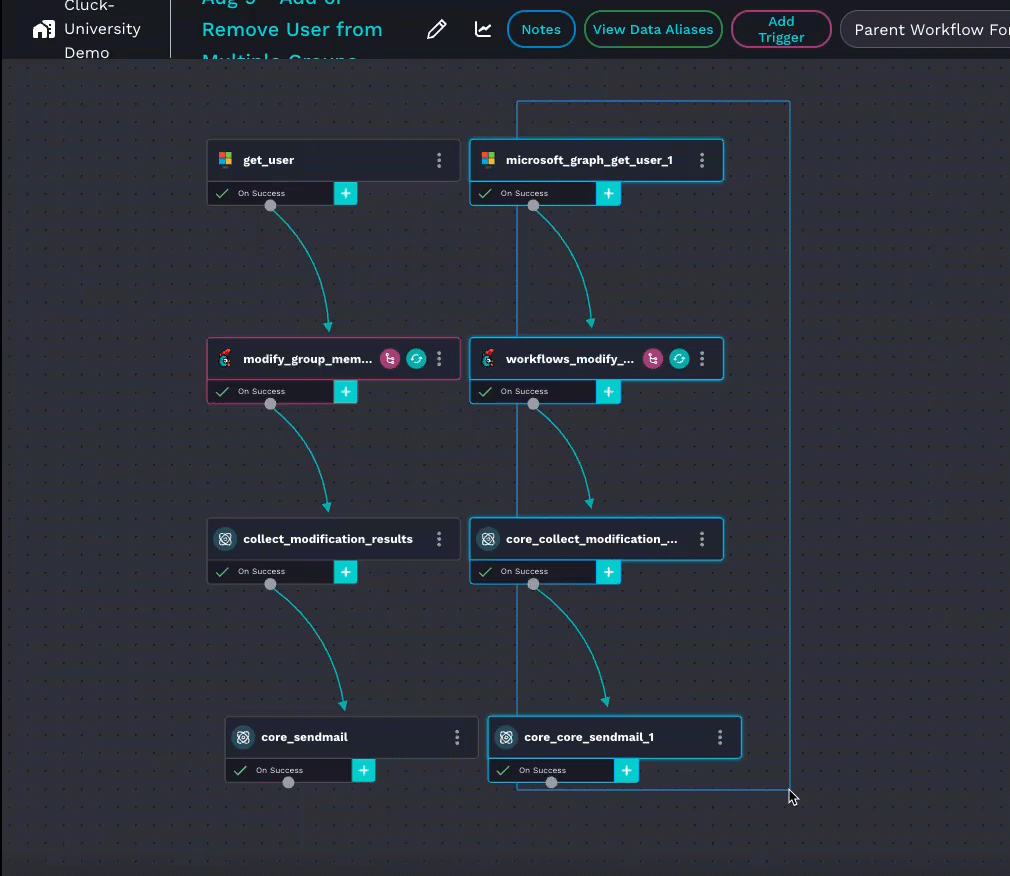 Cluck-
University
Demo
Aug 9 - Add or
Remove User from
Multiple Groups
Notes
View Data Aliases
Add
Trigger
Parent Workflow For
get_user
On Success
microsoft_graph_get_user_1
On Success
modify_group_mem...
On Success
workflows_modify_...
On Success
collect_modification_results
On Success
core_collect_modification_...
On Success
core_sendmail
On Success
core_core_sendmail_1
On Success